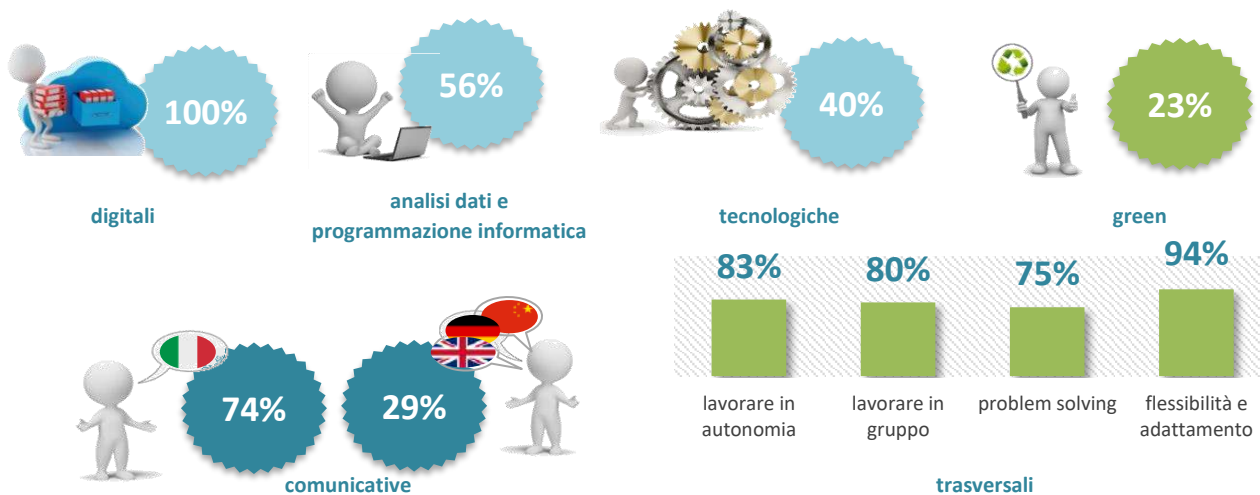 100%
56%
40%
23%
digitali
analisi dati e
programmazione informatica
tecnologiche
green
83%
80%
75%
94%
lavorare in
autonomia
lavorare in
gruppo
problem solving
flessibilità e
adattamento
74%
29%
comunicative
trasversali